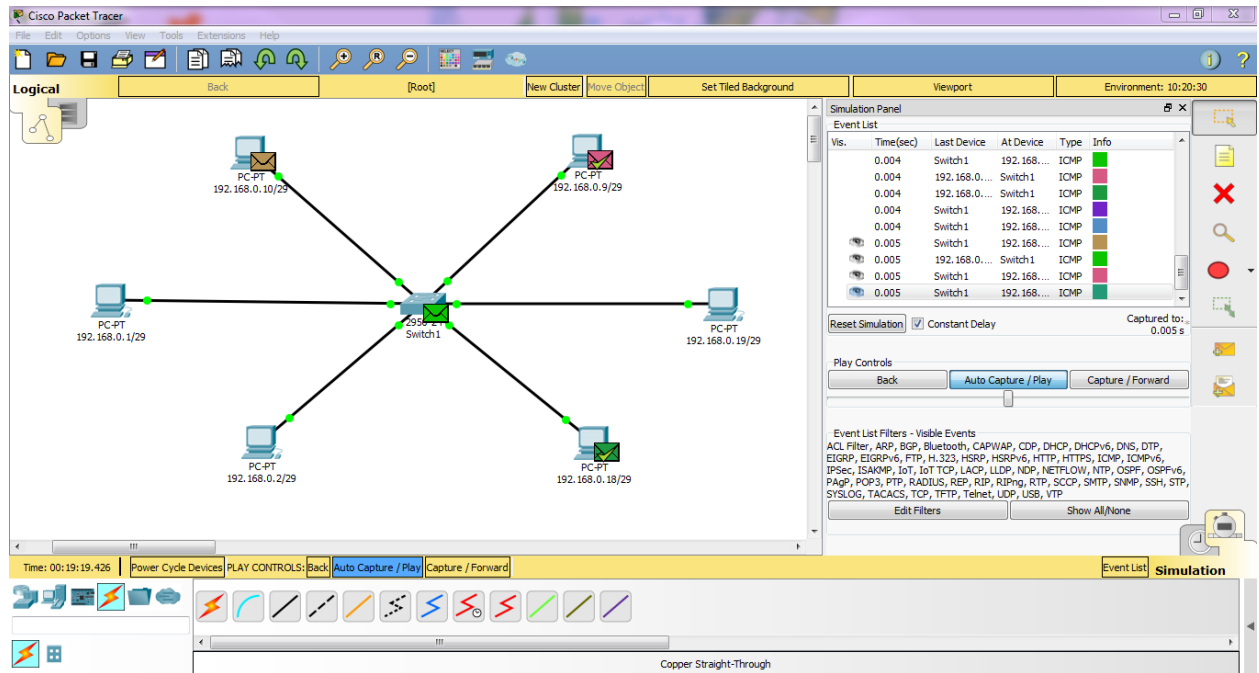 Cisco Packet Tracer
File Edit Options View Tools Extensions Help
Logical
Back
[Root]
New Cluster
Move Object
Set Tiled Background
Viewport
Environment: 10:20:30
PC-PT
192.168.0.10/29
PC-PT
192.168.0.9/29
PC-PT
192.168.0.1/29
Switch1
PC-PT
192.168.0.19/29
PC-PT
192.168.0.2/29
PC-PT
192.168.0.18/29
Simulation Panel
Event List
Vis. Time(sec) Last Device At Device Type Info
0.004 Switch1 192.168.... ICMP
0.004 192.168.0.... Switch1 ICMP
0.004 192.168.0.... Switch1 ICMP
0.004 Switch1 192.168.... ICMP
0.004 Switch1 192.168.... ICMP
0.005 Switch1 192.168.... ICMP
0.005 192.168.0.... Switch1 ICMP
0.005 Switch1 192.168.... ICMP
0.005 Switch1 192.168.... ICMP
Reset Simulation
Constant Delay
Captured to:
0.005 s
Play Controls
Back
Auto Capture / Play
Capture / Forward
Event List Filters - Visible Events
ACL Filter, ARP, BGP, Bluetooth, CAPWAP, CDP, DHCP, DHCPv6, DNS, DTP,
EIGRP, EIGRPv6, FTP, H.323, HSRP, HSRPv6, HTTP, HTTPS, ICMP, ICMPv6,
IPSec, ISAKMP, IoT, IoT TCP, LACP, LLDP, NDP, NETFLOW, NTP, OSPF, OSPFv6,
PAgP, POP3, PTP, RADIUS, REP, RIP, RIPng, RTP, SCCP, SMTP, SNMP, SSH, STP,
SYSLOG, TACACS, TCP, TFTP, Telnet, UDP, USB, VTP
Edit Filters
Show All/None
Time: 00:19:19.426
Power Cycle Devices
PLAY CONTROLS:
Back
Auto Capture / Play
Capture / Forward
Event List
Simulation
Copper Straight-Through